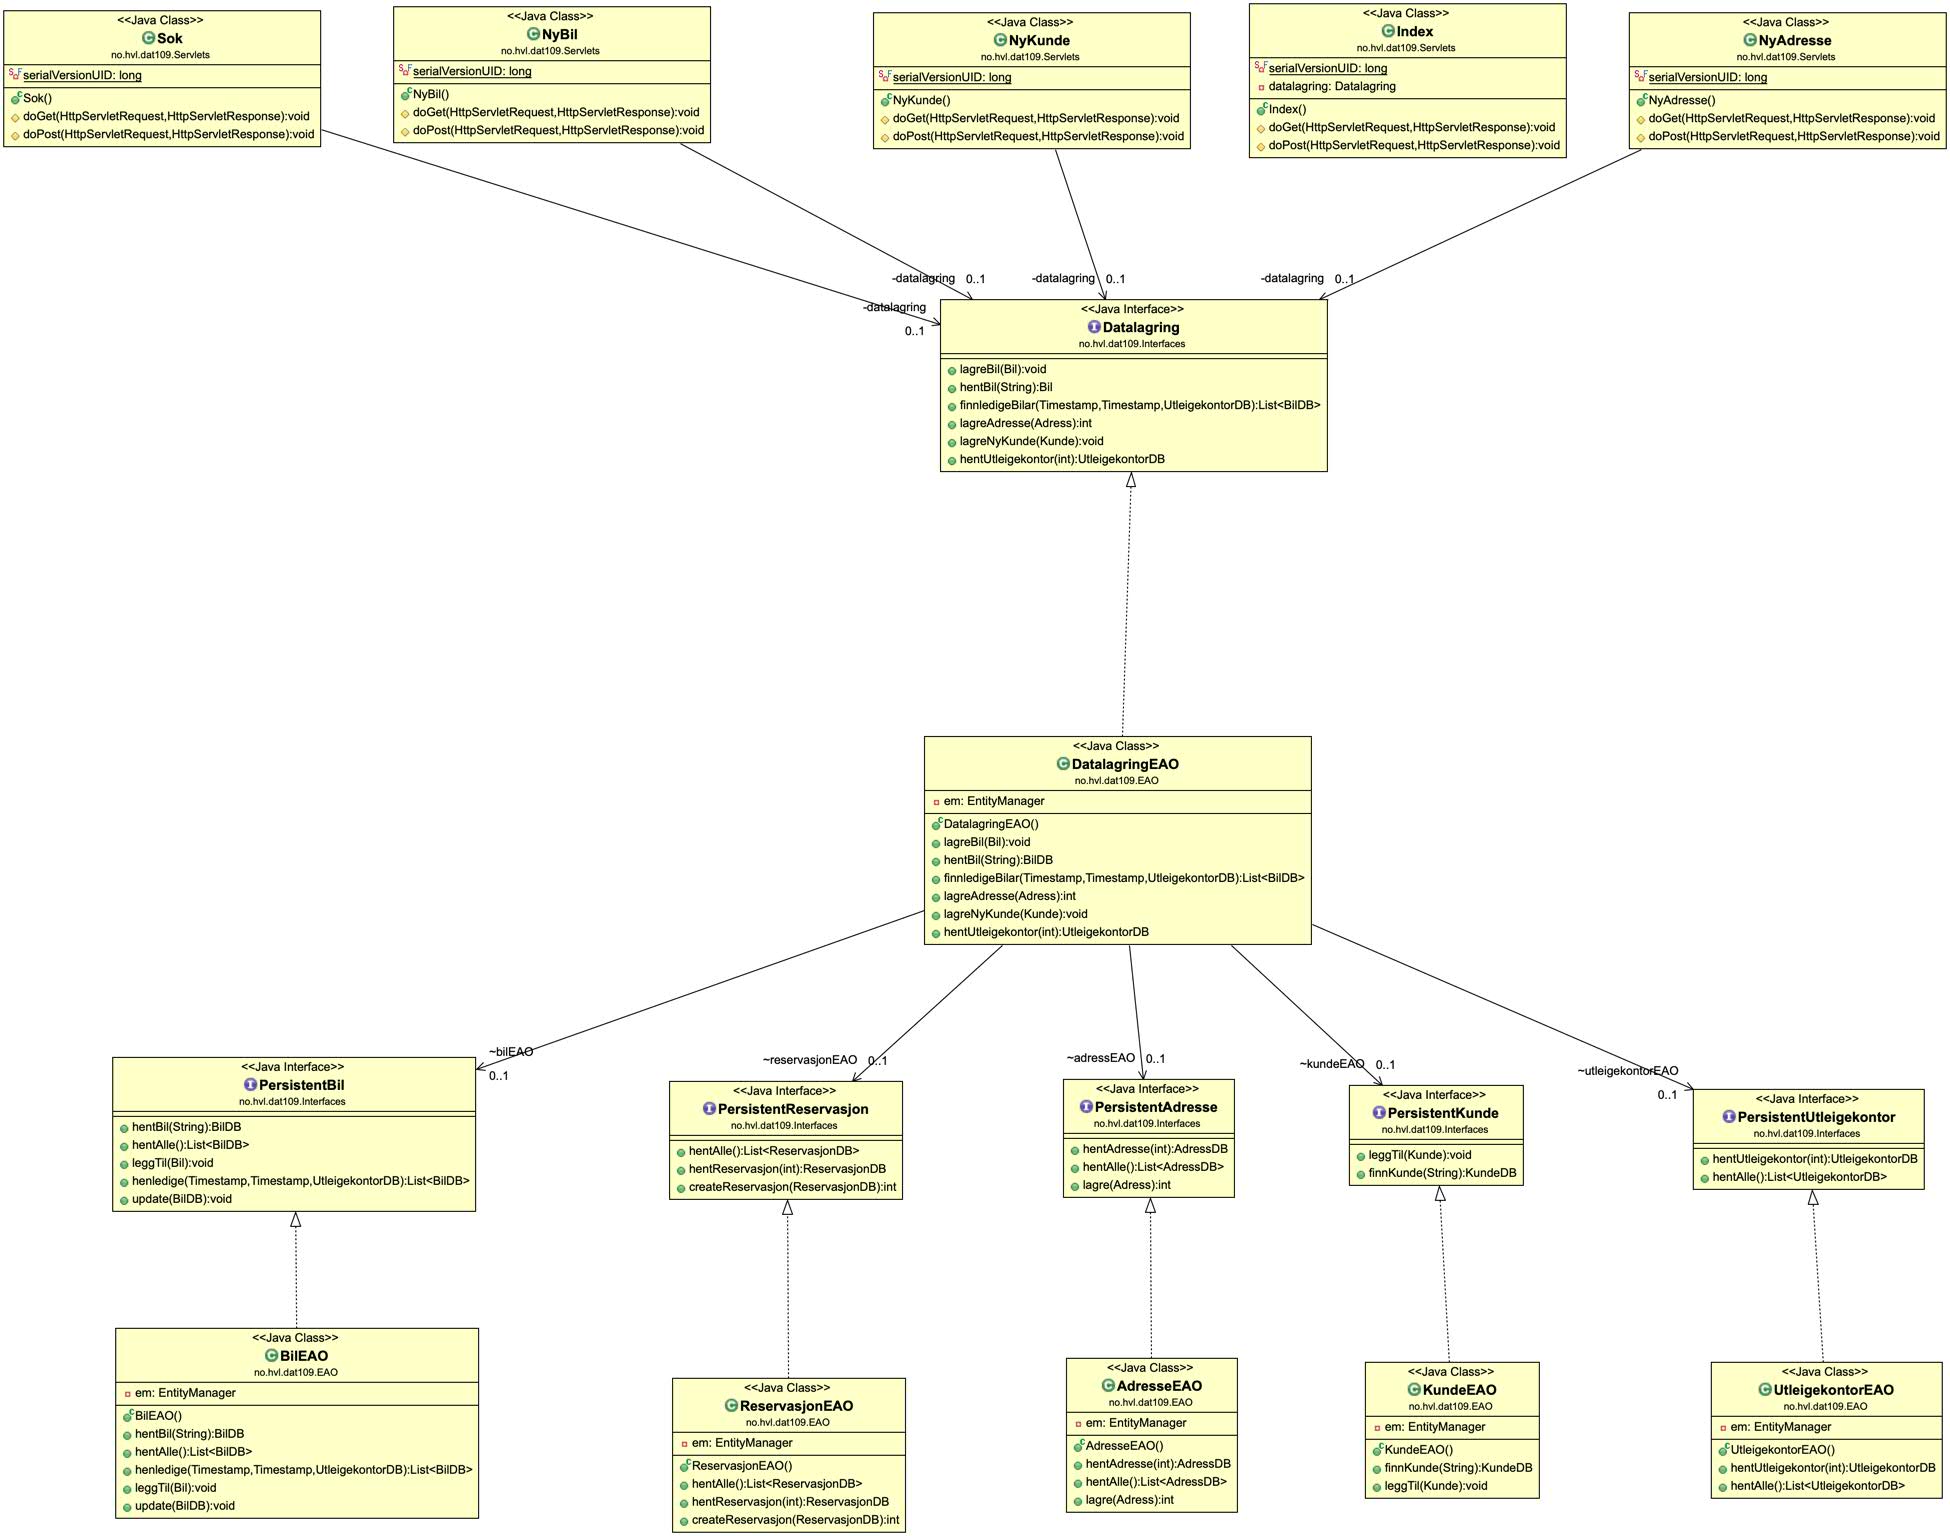 <<Java Class>>
Sok
no.hvl.dat109.Servlets
serialVersionUID: long
Sok()
doGet(HttpServletRequest,HttpServletResponse):void
doPost(HttpServletRequest,HttpServletResponse):void
<<Java Class>>
NyBil
no.hvl.dat109.Servlets
serialVersionUID: long
NyBil()
doGet(HttpServletRequest,HttpServletResponse):void
doPost(HttpServletRequest,HttpServletResponse):void
<<Java Class>>
NyKunde
no.hvl.dat109.Servlets
serialVersionUID: long
NyKunde()
doGet(HttpServletRequest,HttpServletResponse):void
doPost(HttpServletRequest,HttpServletResponse):void
<<Java Class>>
Index
no.hvl.dat109.Servlets
serialVersionUID: long
datalagring: Datalagring
Index()
doGet(HttpServletRequest,HttpServletResponse):void
doPost(HttpServletRequest,HttpServletResponse):void
<<Java Class>>
NyAdresse
no.hvl.dat109.Servlets
serialVersionUID: long
NyAdresse()
doGet(HttpServletRequest,HttpServletResponse):void
doPost(HttpServletRequest,HttpServletResponse):void
-datalagring 0..1
-datalagring 0..1
-datalagring 0..1
-datalagring
0..1
<<Java Interface>>
Datalagring
no.hvl.dat109.Interfaces
lagreBil(Bil):void
hentBil(String):Bil
finnledigeBilar(Timestamp,Timestamp,UtleigekontorDB):List<BilDB>
lagreAdresse(Adress):int
lagreNyKunde(Kunde):void
hentUtleigekontor(int):UtleigekontorDB
<<Java Class>>
DatalagringEAO
no.hvl.dat109.EAO
em: EntityManager
DatalagringEAO()
lagreBil(Bil):void
hentBil(String):BilDB
finnledigeBilar(Timestamp,Timestamp,UtleigekontorDB):List<BilDB>
lagreAdresse(Adress):int
lagreNyKunde(Kunde):void
hentUtleigekontor(int):UtleigekontorDB
~bilEAO
0..1
~reservasjonEAO 0..1
~adressEAO 0..1
~kundeEAO 0..1
~utleigekontorEAO
0..1
<<Java Interface>>
PersistentBil
no.hvl.dat109.Interfaces
hentBil(String):BilDB
hentAlle():List<BilDB>
leggTil(Bil):void
henledige(Timestamp,Timestamp,UtleigekontorDB):List<BilDB>
update(BilDB):void
<<Java Interface>>
PersistentReservasjon
no.hvl.dat109.Interfaces
hentAlle():List<ReservasjonDB>
hentReservasjon(int):ReservasjonDB
createReservasjon(ReservasjonDB):int
<<Java Interface>>
PersistentAdresse
no.hvl.dat109.Interfaces
hentAdresse(int):AdressDB
hentAlle():List<AdressDB>
lagre(Adress):int
<<Java Interface>>
PersistentKunde
no.hvl.dat109.Interfaces
leggTil(Kunde):void
finnKunde(String):KundeDB
<<Java Interface>>
PersistentUtleigekontor
no.hvl.dat109.Interfaces
hentUtleigekontor(int):UtleigekontorDB
hentAlle():List<UtleigekontorDB>
<<Java Class>>
BilEAO
no.hvl.dat109.EAO
em: EntityManager
BilEAO()
hentBil(String):BilDB
hentAlle():List<BilDB>
henledige(Timestamp,Timestamp,UtleigekontorDB):List<BilDB>
leggTil(Bil):void
update(BilDB):void
<<Java Class>>
ReservasjonEAO
no.hvl.dat109.EAO
em: EntityManager
ReservasjonEAO()
hentAlle():List<ReservasjonDB>
hentReservasjon(int):ReservasjonDB
createReservasjon(ReservasjonDB):int
<<Java Class>>
AdresseEAO
no.hvl.dat109.EAO
em: EntityManager
AdresseEAO()
hentAdresse(int):AdressDB
hentAlle():List<AdressDB>
lagre(Adress):int
<<Java Class>>
KundeEAO
no.hvl.dat109.EAO
em: EntityManager
KundeEAO()
finnKunde(String):KundeDB
leggTil(Kunde):void
<<Java Class>>
UtleigekontorEAO
no.hvl.dat109.EAO
em: EntityManager
UtleigekontorEAO()
hentUtleigekontor(int):UtleigekontorDB
hentAlle():List<UtleigekontorDB>